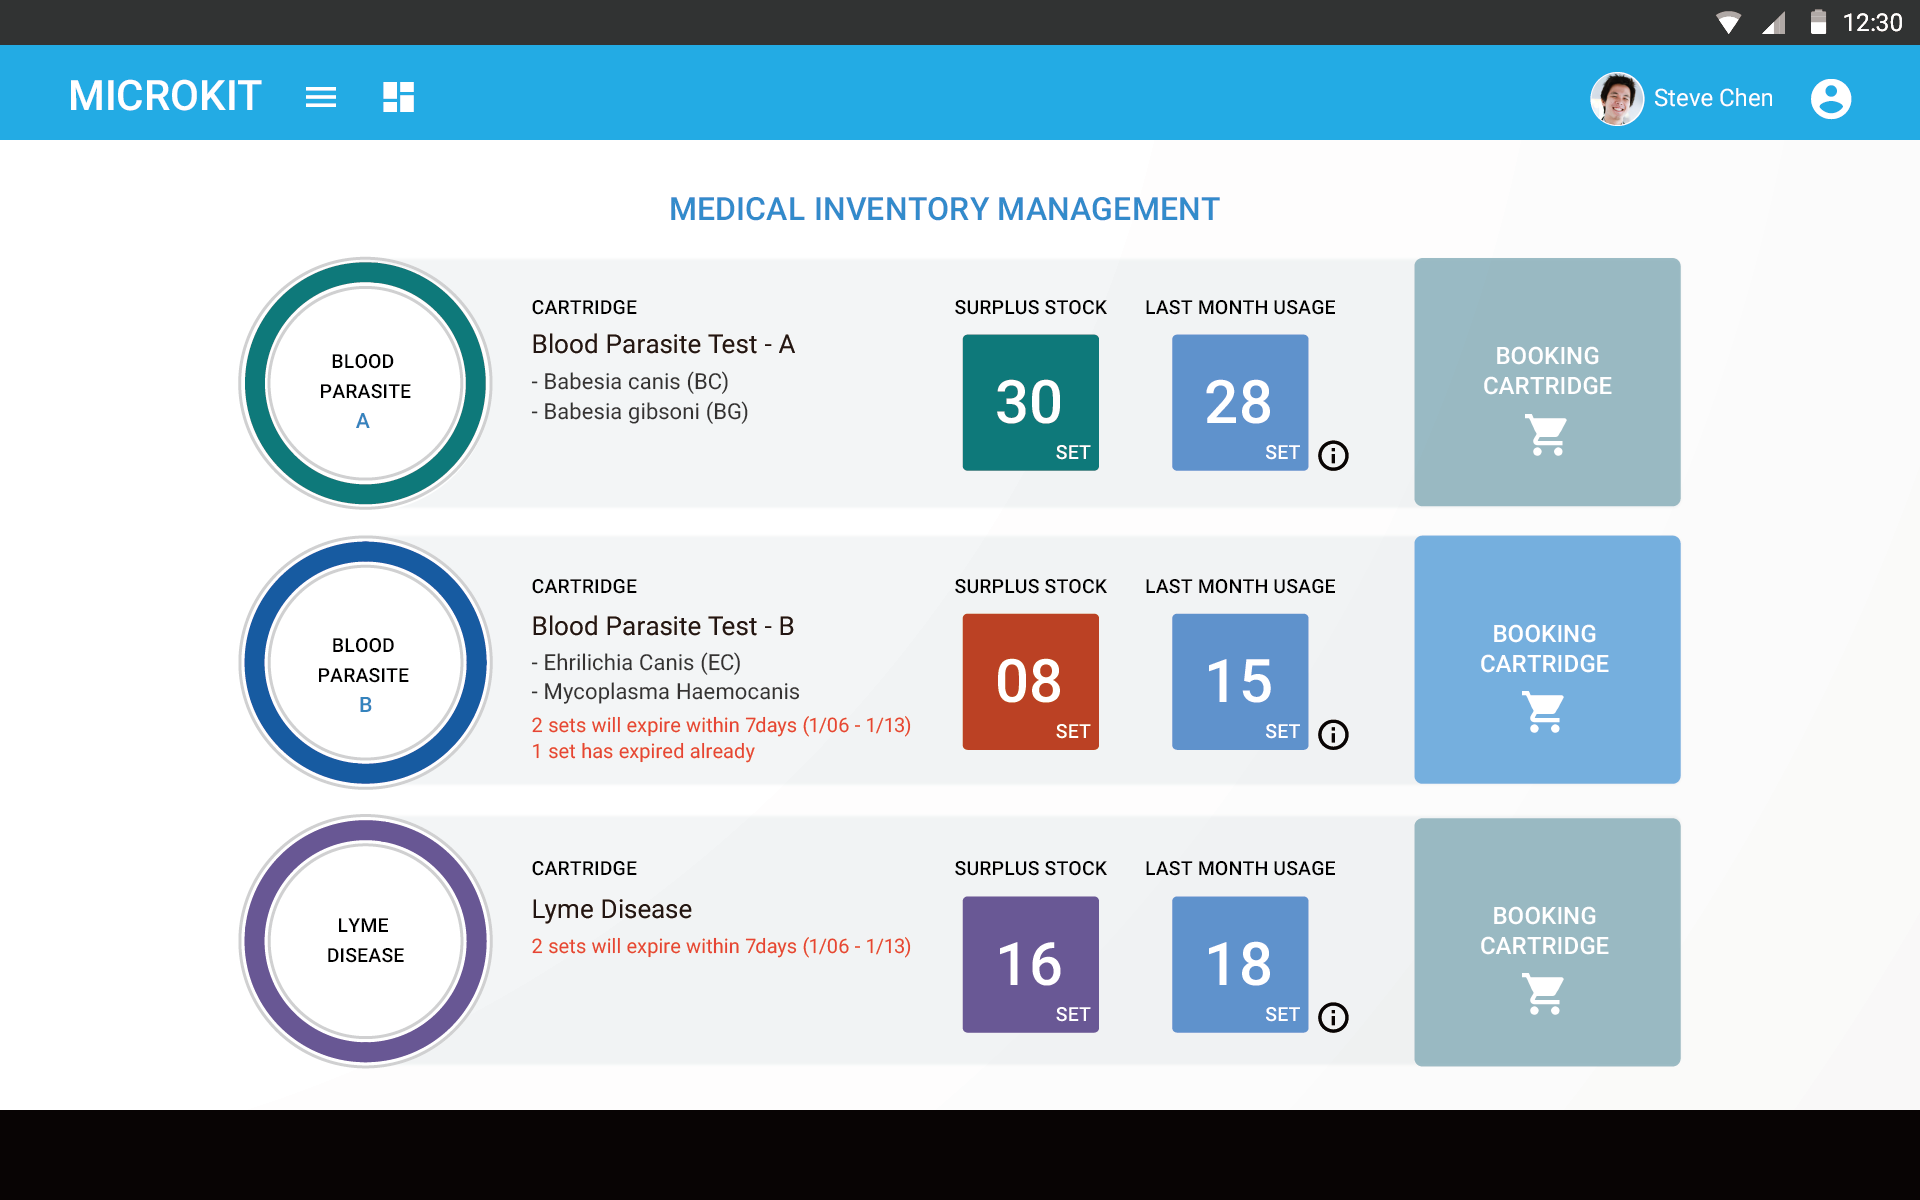 12:30
MICROKIT
Steve Chen
MEDICAL INVENTORY MANAGEMENT
BLOOD
PARASITE
A
CARTRIDGE
Blood Parasite Test - A
- Babesia canis (BC)
- Babesia gibsoni (BG)
SURPLUS STOCK
30
SET
LAST MONTH USAGE
28
SET
BOOKING
CARTRIDGE
BLOOD
PARASITE
B
CARTRIDGE
Blood Parasite Test - B
- Ehrilichia Canis (EC)
- Mycoplasma Haemocanis
2 sets will expire within 7days (1/06 - 1/13)
1 set has expired already
SURPLUS STOCK
08
SET
LAST MONTH USAGE
15
SET
BOOKING
CARTRIDGE
LYME
DISEASE
CARTRIDGE
Lyme Disease
2 sets will expire within 7days (1/06 - 1/13)
SURPLUS STOCK
16
SET
LAST MONTH USAGE
18
SET
BOOKING
CARTRIDGE